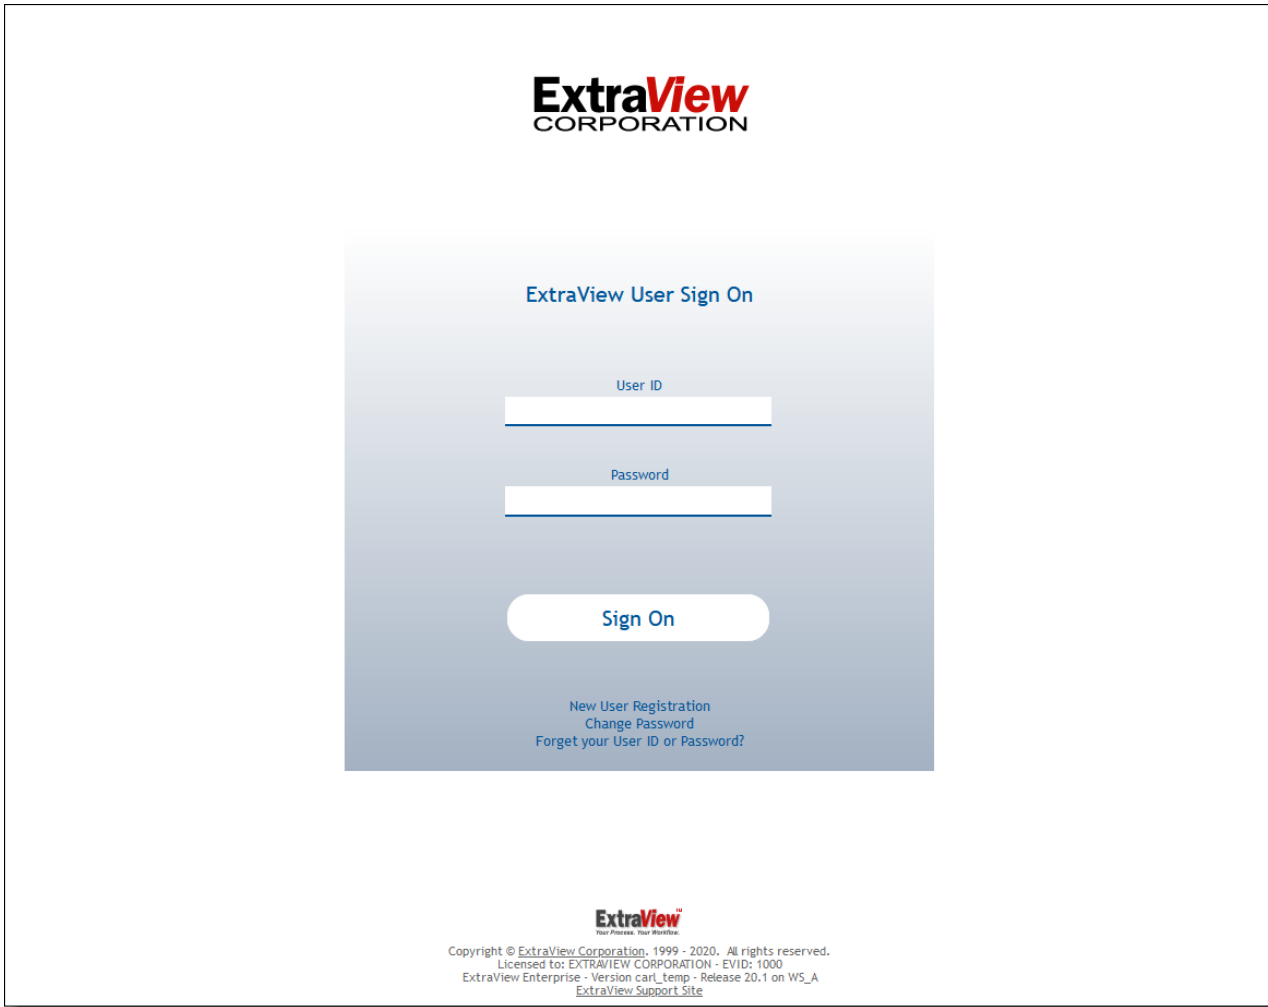 ExtraView
CORPORATION
ExtraView User Sign On
User ID
Password
Sign On
New User Registration
Change Password
Forget your User ID or Password?
ExtraView™
Your Process. Your Workflow.
Copyright © ExtraView Corporation. 1999 - 2020. All rights reserved.
Licensed to: EXTRAVIEW CORPORATION - EVID: 1000
ExtraView Enterprise - Version carl_temp - Release 20.1 on WS_A
ExtraView Support Site